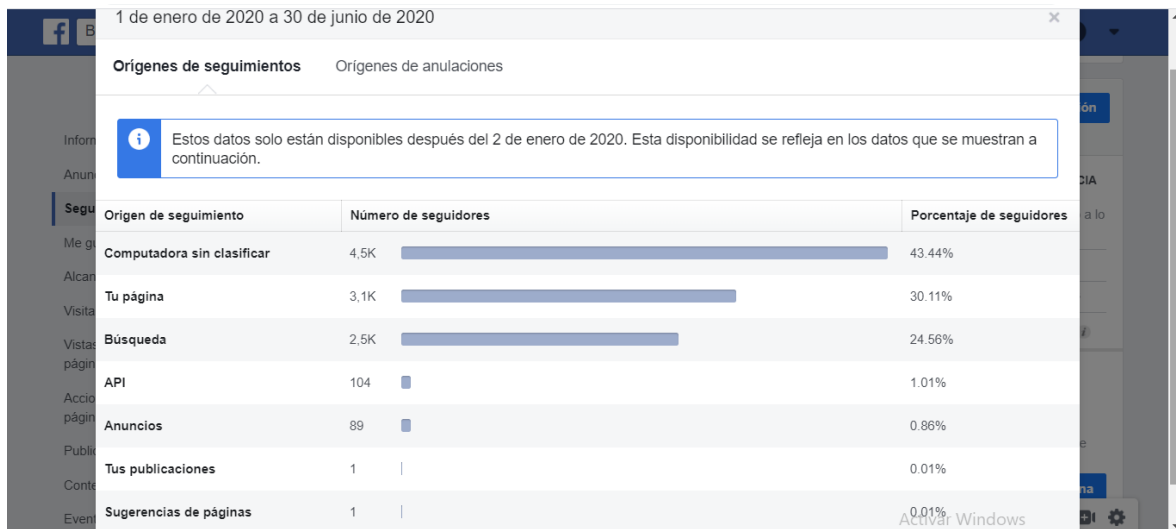 1 de enero de 2020 a 30 de junio de 2020
Orígenes de seguimientos Orígenes de anulaciones
Estos datos solo están disponibles después del 2 de enero de 2020. Esta disponibilidad se refleja en los datos que se muestran a
continuación.
Origen de seguimiento Número de seguidores Porcentaje de seguidores
Computadora sin clasificar 4,5K 43.44%
Tu página 3,1K 30.11%
Búsqueda 2,5K 24.56%
API 104 1.01%
Anuncios 89 0.86%
Tus publicaciones 1 0.01%
Sugerencias de páginas 1 0.01%
Activar Windows